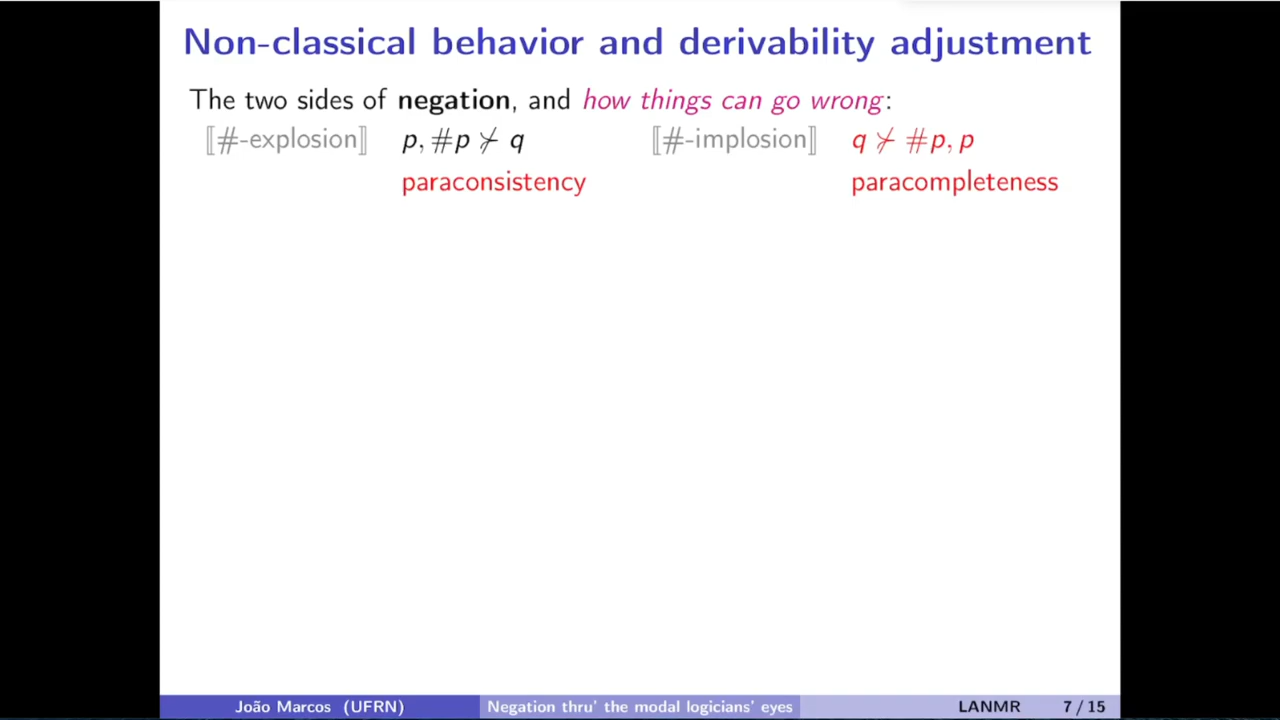 Non-classical behavior and derivability adjustment
The two sides of negation, and how things can go wrong:
⟦#-explosion⟧ p, #p ⊁ q ⟦#-implosion⟧ q ⊁ #p, p
paraconsistency paracompleteness
João Marcos (UFRN) Negation thru' the modal logicians' eyes LANMR 7 / 15